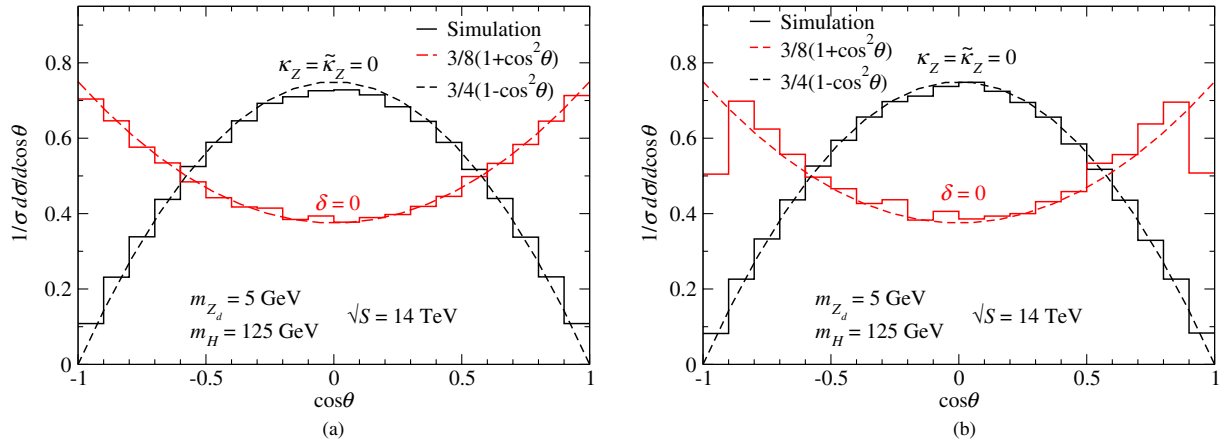 Simulation
3/8(1+cos²θ)
3/4(1-cos²θ)
κ_Z = κ̃_Z = 0
δ = 0
m_{Z_d} = 5 GeV
m_H = 125 GeV
√S = 14 TeV
1/σ dσ/dcosθ
0.8
0.6
0.4
0.2
0
-1
-0.5
0
0.5
1
cosθ
(a)
Simulation
3/8(1+cos²θ)
3/4(1-cos²θ)
κ_Z = κ̃_Z = 0
δ = 0
m_{Z_d} = 5 GeV
m_H = 125 GeV
√S = 14 TeV
1/σ dσ/dcosθ
0.8
0.6
0.4
0.2
0
-1
-0.5
0
0.5
1
cosθ
(b)